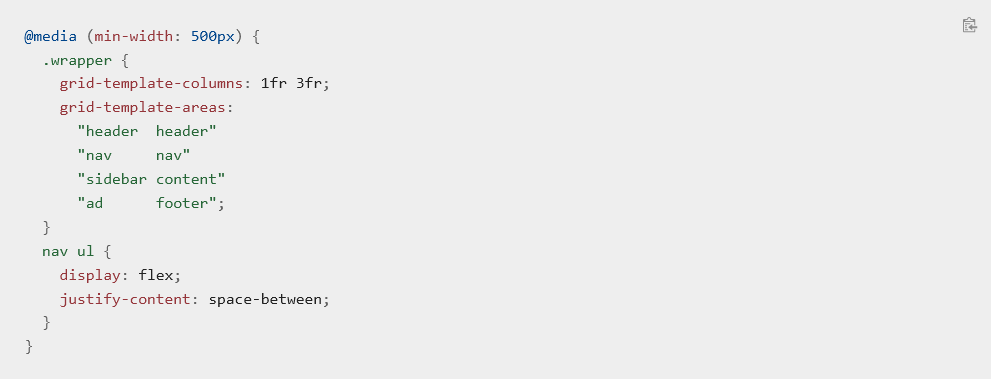 @media (min-width: 500px) {
  .wrapper {
    grid-template-columns: 1fr 3fr;
    grid-template-areas:
      "header  header"
      "nav     nav"
      "sidebar content"
      "ad      footer";
  }
  nav ul {
    display: flex;
    justify-content: space-between;
  }
}